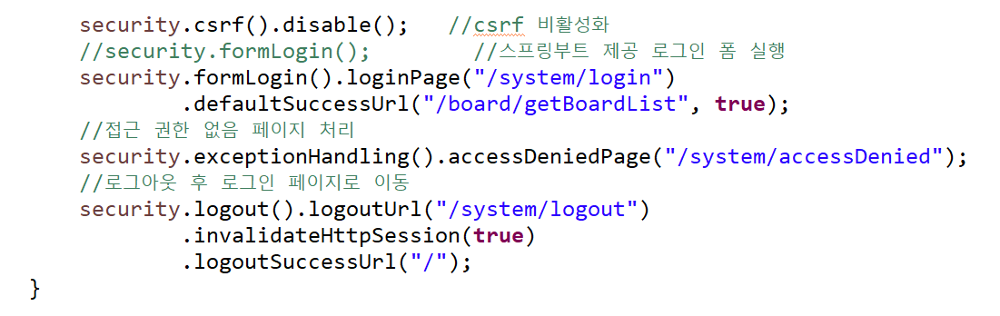 security.csrf().disable();   //csrf 비활성화
//security.formLogin();        //스프링부트 제공 로그인 폼 실행
security.formLogin().loginPage("/system/login")
        .defaultSuccessUrl("/board/getBoardList", true);
//접근 권한 없음 페이지 처리
security.exceptionHandling().accessDeniedPage("/system/accessDenied");
//로그아웃 후 로그인 페이지로 이동
security.logout().logoutUrl("/system/logout")
        .invalidateHttpSession(true)
        .logoutSuccessUrl("/");
}